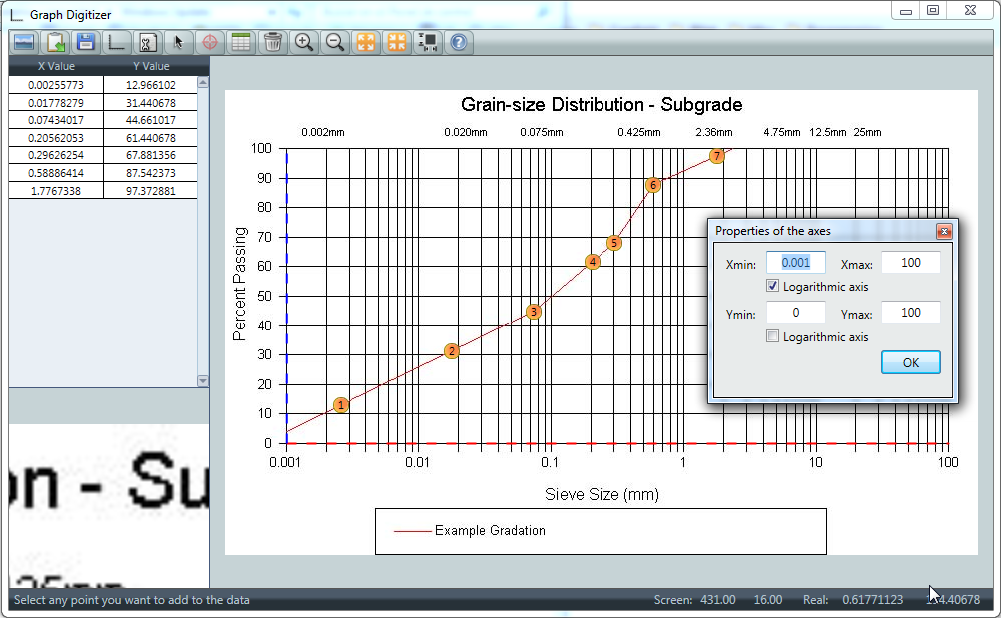 Graph Digitizer
X Value Y Value
0.00255773 12.966102
0.01778279 31.440678
0.07434017 44.661017
0.20562053 61.440678
0.29626254 67.881356
0.58886414 87.542373
1.7767338 97.372881
Grain-size Distribution - Subgrade
0.002mm 0.020mm 0.075mm 0.425mm 2.36mm 4.75mm 12.5mm 25mm
100
90
80
70
60
50
40
30
20
10
0
Percent Passing
1
2
3
4
5
6
7
0.001 0.01 0.1 1 10 100
Sieve Size (mm)
Example Gradation
Properties of the axes
Xmin: 0.001 Xmax: 100
Logarithmic axis
Ymin: 0 Ymax: 100
Logarithmic axis
OK
on - Su
Select any point you want to add to the data
Screen: 431.00 16.00 Real: 0.61771123